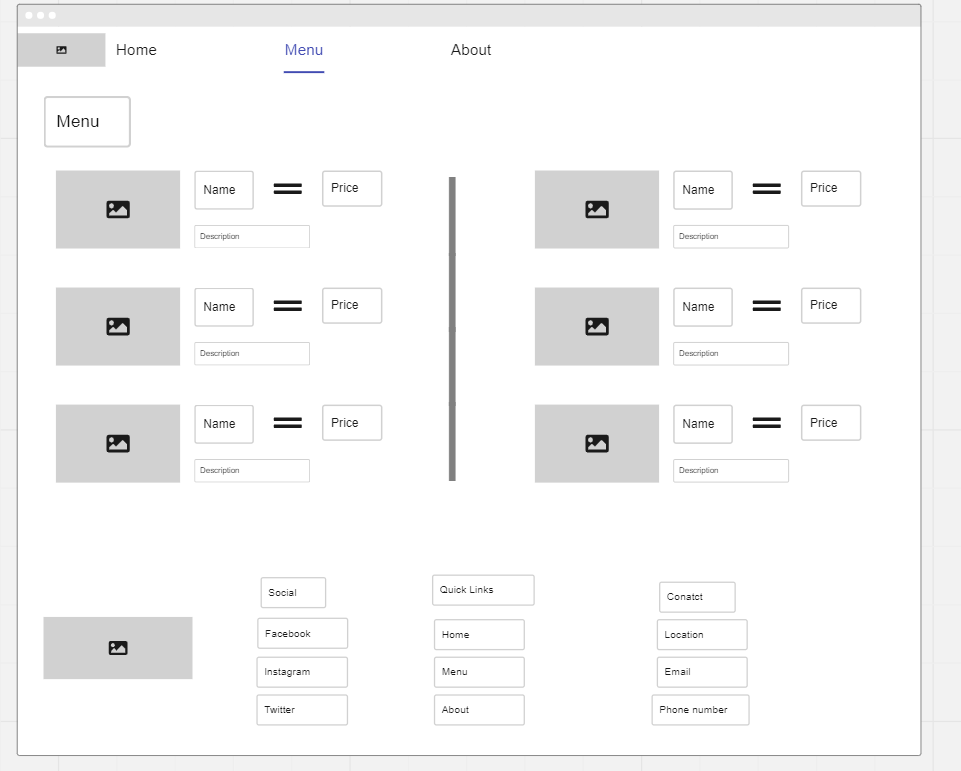 Home Menu About
Menu
Name Price Name Price
Description Description
Name Price Name Price
Description Description
Name Price Name Price
Description Description
Social Quick Links Conatct
Facebook Home Location
Instagram Menu Email
Twitter About Phone number